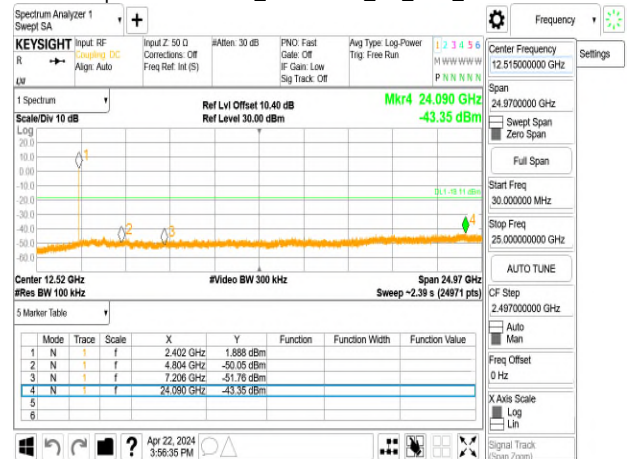 Spectrum Analyzer 1
Swept SA
Frequency
KEYSIGHT Input: RF Input Z: 50 Ω #Atten: 30 dB PNO: Fast Avg Type: Log-Power 1 2 3 4 5 6
R Coupling: DC Corrections: Off Gate: Off Trig: Free Run M W W W W W
Align: Auto Freq Ref: Int (S) IF Gain: Low
Sig Track: Off P N N N N N
Center Frequency
12.515000000 GHz
Settings
Span
24.9700000 GHz
Swept Span
Zero Span
Full Span
Start Freq
30.000000 MHz
Stop Freq
25.000000000 GHz
AUTO TUNE
CF Step
2.497000000 GHz
Auto
Man
Freq Offset
0 Hz
X Axis Scale
Log
Lin
Signal Track
(Span Zoom)
1 Spectrum
Ref Lvl Offset 10.40 dB Mkr4 24.090 GHz
Scale/Div 10 dB Ref Level 30.00 dBm -43.35 dBm
Log
20.0
10.0
0.00
-10.0
-20.0
-30.0
-40.0
-50.0
-60.0
1
2
3
4
Center 12.52 GHz #Video BW 300 kHz Span 24.97 GHz
#Res BW 100 kHz Sweep ~2.39 s (24971 pts)
5 Marker Table
Mode Trace Scale X Y Function Function Width Function Value
1 N 1 f 2.402 GHz 1.888 dBm
2 N 1 f 4.804 GHz -50.05 dBm
3 N 1 f 7.206 GHz -51.76 dBm
4 N 1 f 24.090 GHz -43.35 dBm
5
6
? Apr 22, 2024
3:56:35 PM